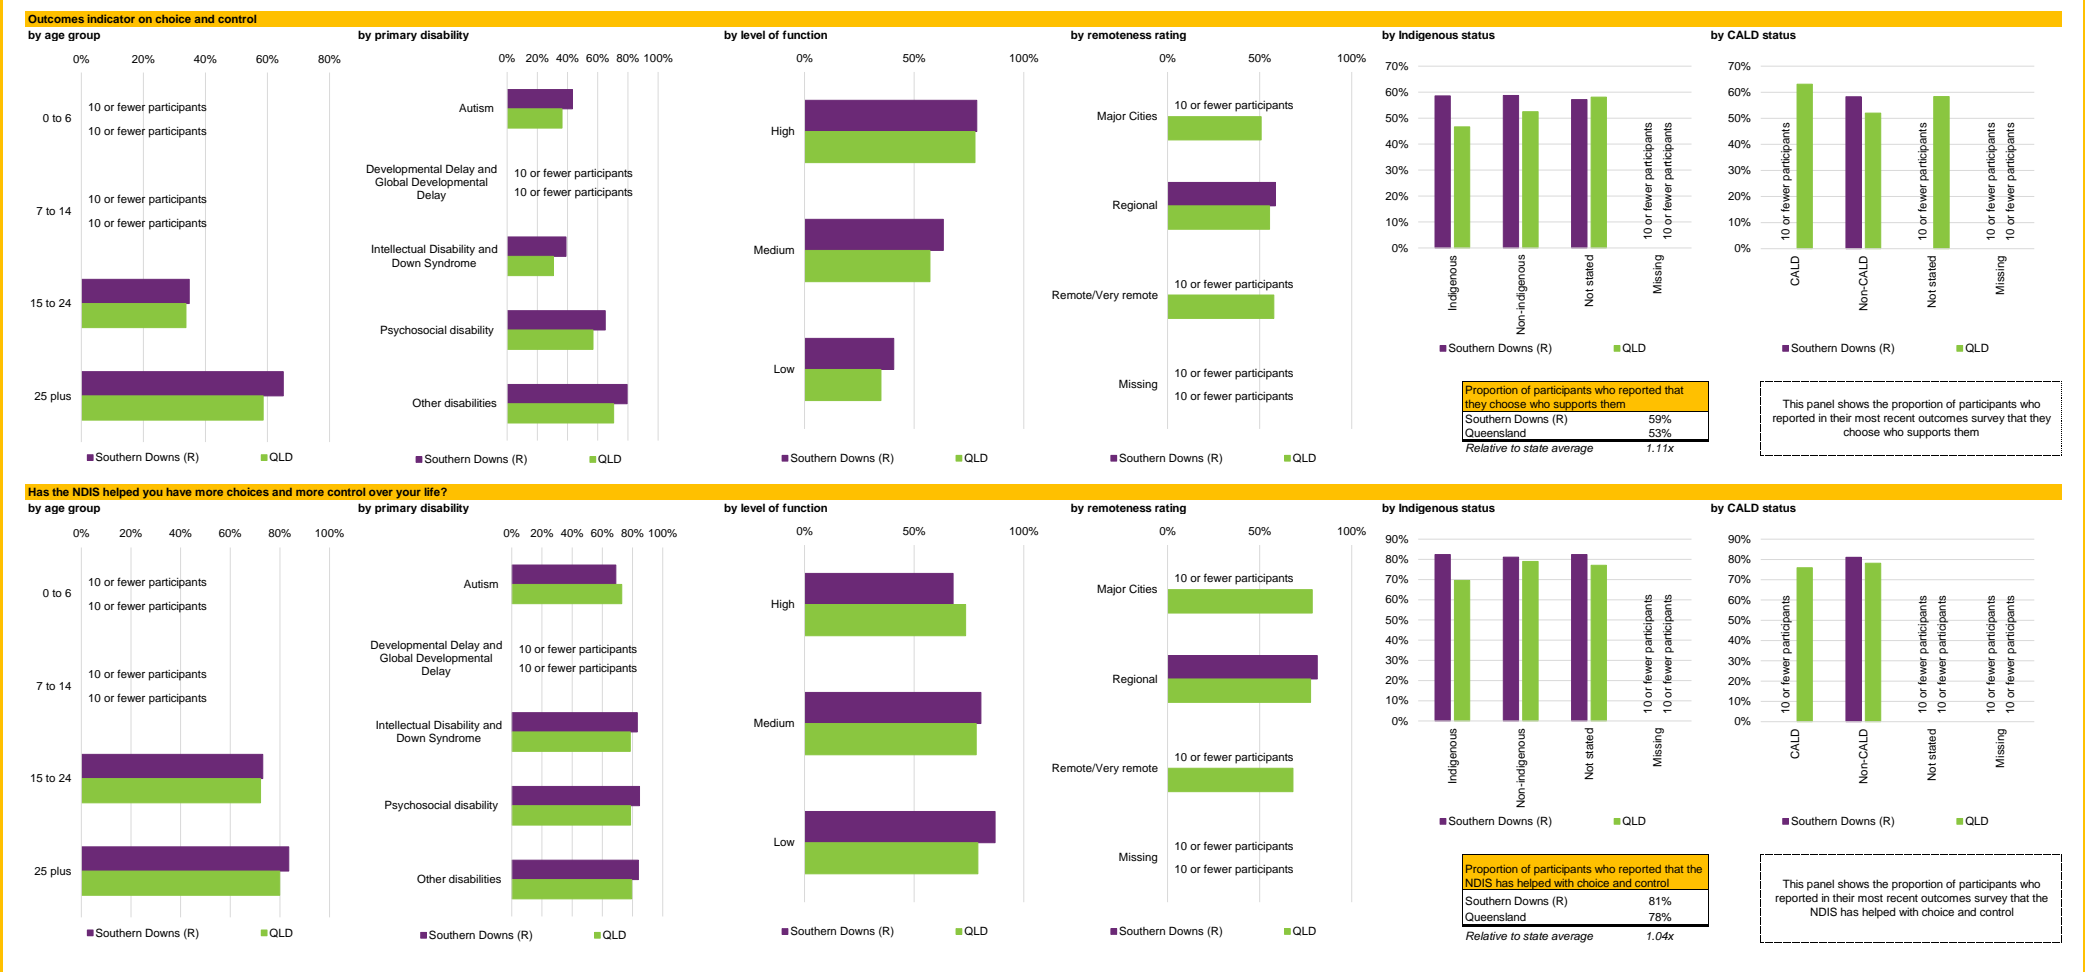 Outcomes indicator on choice and control
by age group
0% 20% 40% 60% 80%
0 to 6
10 or fewer participants
10 or fewer participants
7 to 14
10 or fewer participants
10 or fewer participants
15 to 24
25 plus
Southern Downs (R) QLD
by primary disability
0% 20% 40% 60% 80% 100%
Autism
Developmental Delay and
Global Developmental
Delay
10 or fewer participants
10 or fewer participants
Intellectual Disability and
Down Syndrome
Psychosocial disability
Other disabilities
Southern Downs (R) QLD
by level of function
0% 50% 100%
High
Medium
Low
Southern Downs (R) QLD
by remoteness rating
0% 50% 100%
Major Cities
10 or fewer participants
Regional
Remote/Very remote
10 or fewer participants
Missing
10 or fewer participants
10 or fewer participants
Southern Downs (R) QLD
by Indigenous status
70%
60%
50%
40%
30%
20%
10%
0%
10 or fewer participants
10 or fewer participants
Indigenous
Non-indigenous
Not stated
Missing
Southern Downs (R) QLD
Proportion of participants who reported that
they choose who supports them
Southern Downs (R) 59%
Queensland 53%
Relative to state average 1.11x
by CALD status
70%
60%
50%
40%
30%
20%
10%
0%
10 or fewer participants
10 or fewer participants
10 or fewer participants
10 or fewer participants
CALD
Non-CALD
Not stated
Missing
Southern Downs (R) QLD
This panel shows the proportion of participants who
reported in their most recent outcomes survey that they
choose who supports them
Has the NDIS helped you have more choices and more control over your life?
by age group
0% 20% 40% 60% 80% 100%
0 to 6
10 or fewer participants
10 or fewer participants
7 to 14
10 or fewer participants
10 or fewer participants
15 to 24
25 plus
Southern Downs (R) QLD
by primary disability
0% 20% 40% 60% 80% 100%
Autism
Developmental Delay and
Global Developmental
Delay
10 or fewer participants
10 or fewer participants
Intellectual Disability and
Down Syndrome
Psychosocial disability
Other disabilities
Southern Downs (R) QLD
by level of function
0% 50% 100%
High
Medium
Low
Southern Downs (R) QLD
by remoteness rating
0% 50% 100%
Major Cities
10 or fewer participants
Regional
Remote/Very remote
10 or fewer participants
Missing
10 or fewer participants
10 or fewer participants
Southern Downs (R) QLD
by Indigenous status
90%
80%
70%
60%
50%
40%
30%
20%
10%
0%
10 or fewer participants
10 or fewer participants
Indigenous
Non-indigenous
Not stated
Missing
Southern Downs (R) QLD
Proportion of participants who reported that the
NDIS has helped with choice and control
Southern Downs (R) 81%
Queensland 78%
Relative to state average 1.04x
by CALD status
90%
80%
70%
60%
50%
40%
30%
20%
10%
0%
10 or fewer participants
10 or fewer participants
10 or fewer participants
10 or fewer participants
10 or fewer participants
CALD
Non-CALD
Not stated
Missing
Southern Downs (R) QLD
This panel shows the proportion of participants who
reported in their most recent outcomes survey that the
NDIS has helped with choice and control